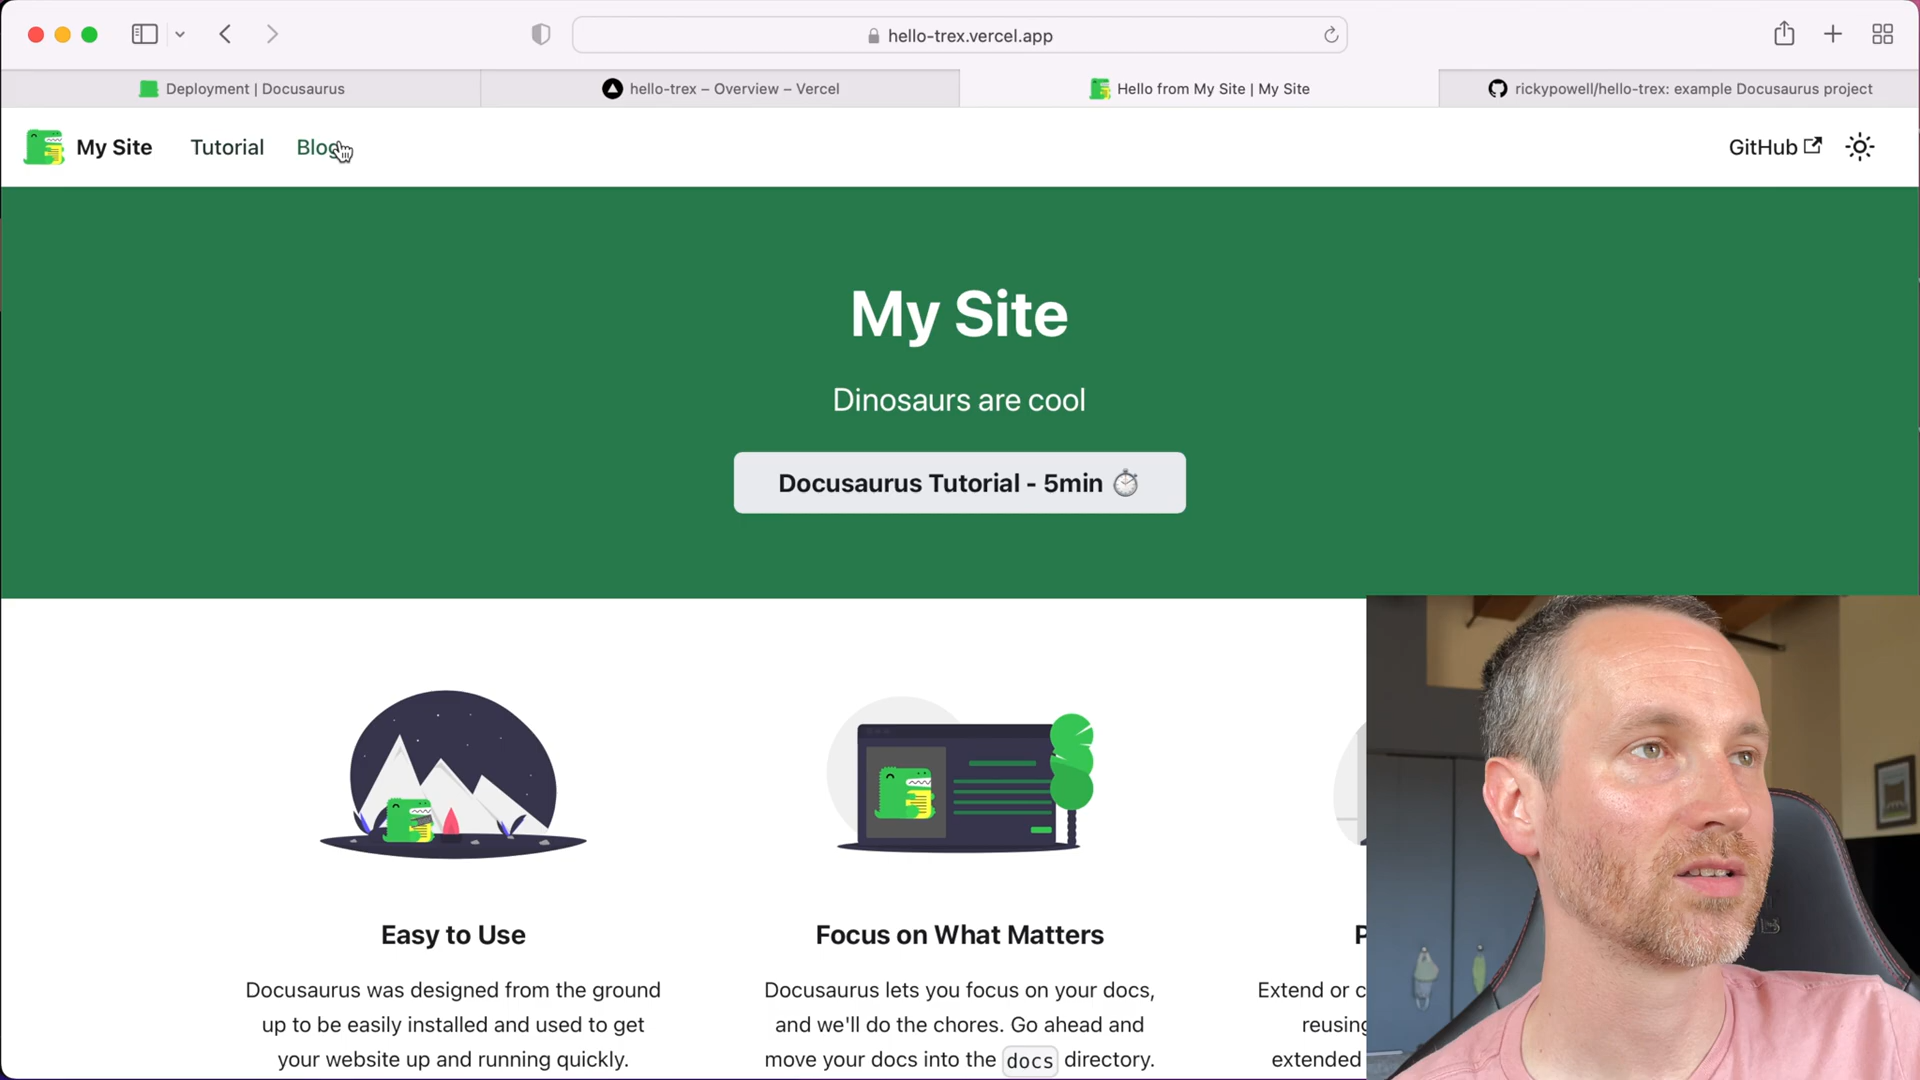 hello-trex.vercel.app
Deployment | Docusaurus
hello-trex – Overview – Vercel
Hello from My Site | My Site
rickypowell/hello-trex: example Docusaurus project
My Site
Tutorial
Blog
GitHub
My Site
Dinosaurs are cool
Docusaurus Tutorial - 5min
Easy to Use
Docusaurus was designed from the ground
up to be easily installed and used to get
your website up and running quickly.
Focus on What Matters
Docusaurus lets you focus on your docs,
and we'll do the chores. Go ahead and
move your docs into the docs directory.
P
Extend or c
reusing
extended